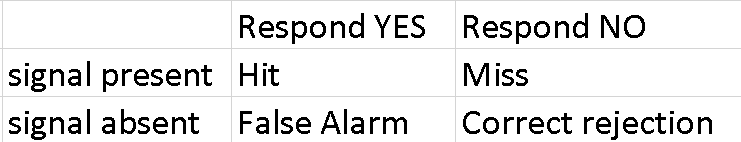 Respond YES Respond NO
signal present Hit Miss
signal absent False Alarm Correct rejection